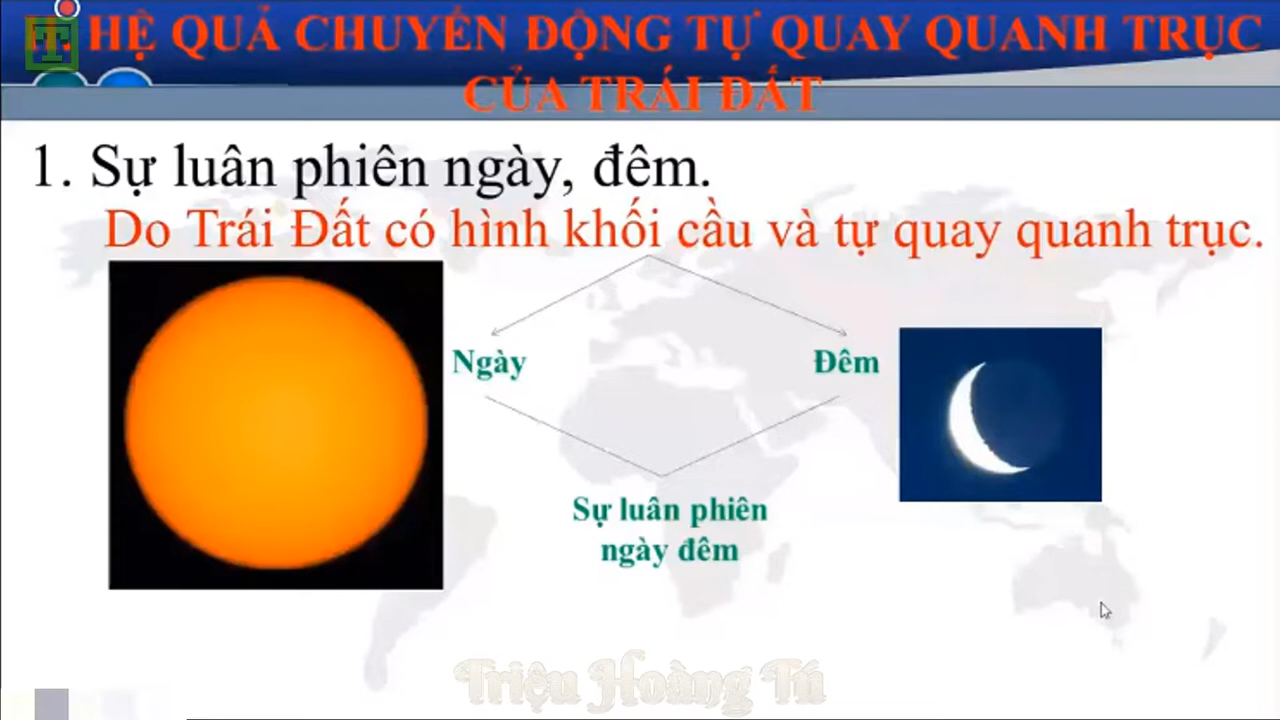 T
HỆ QUẢ CHUYỂN ĐỘNG TỰ QUAY QUANH TRỤC
CỦA TRÁI ĐẤT
1. Sự luân phiên ngày, đêm.
Do Trái Đất có hình khối cầu và tự quay quanh trục.
Ngày
Đêm
Sự luân phiên
ngày đêm
Triệu Hoàng Tú